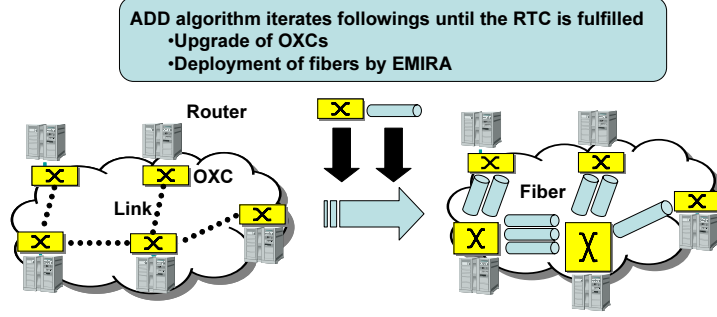 ADD algorithm iterates followings until the RTC is fulfilled
•Upgrade of OXCs
•Deployment of fibers by EMIRA
Router
OXC
Link
Fiber